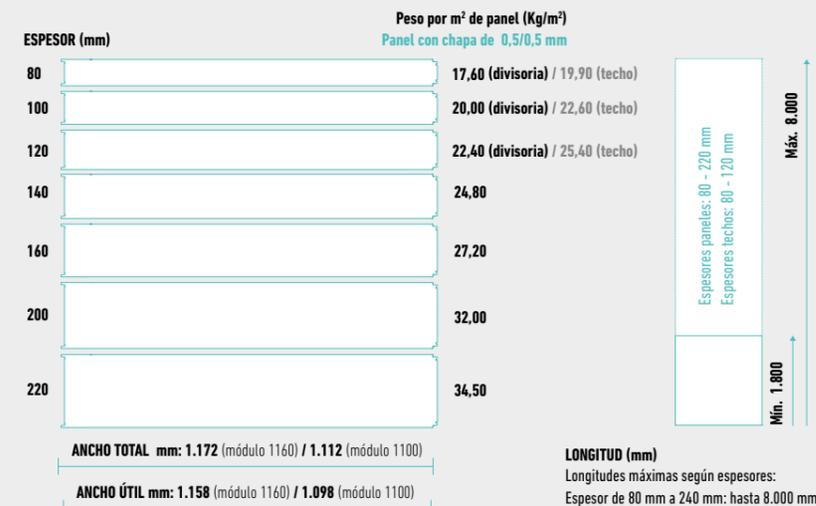 ESPESOR (mm)
Peso por m² de panel (Kg/m²)
Panel con chapa de 0,5/0,5 mm
80
17,60 (divisoria) / 19,90 (techo)
100
20,00 (divisoria) / 22,60 (techo)
120
22,40 (divisoria) / 25,40 (techo)
140
24,80
160
27,20
200
32,00
220
34,50
ANCHO TOTAL mm: 1.172 (módulo 1160) / 1.112 (módulo 1100)
ANCHO ÚTIL mm: 1.158 (módulo 1160) / 1.098 (módulo 1100)
Espesores paneles: 80 - 220 mm
Espesores techos: 80 - 120 mm
Máx. 8.000
Mín. 1.800
LONGITUD (mm)
Longitudes máximas según espesores:
Espesor de 80 mm a 240 mm: hasta 8.000 mm